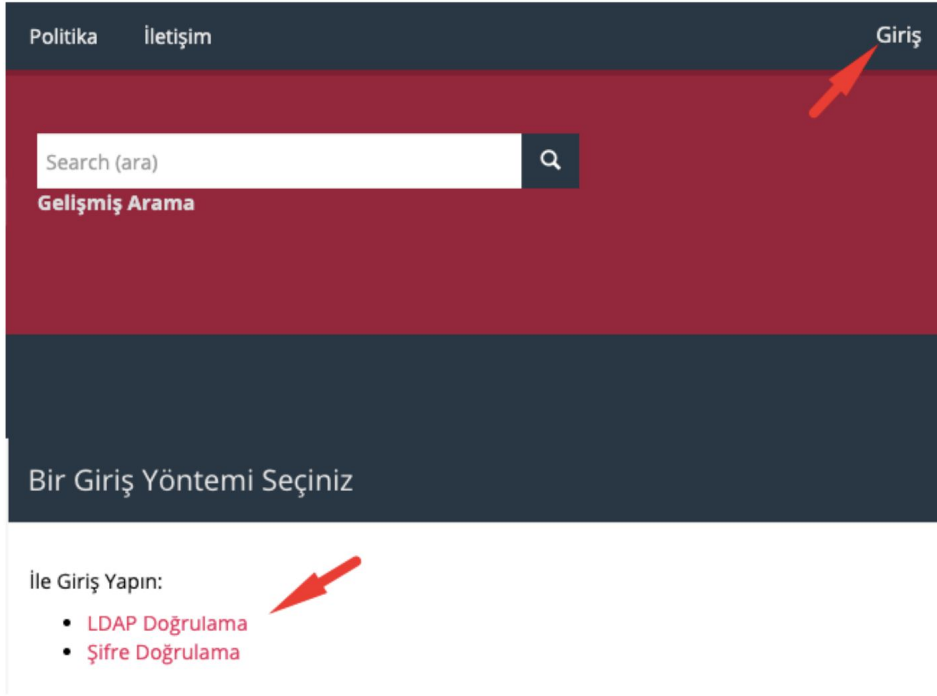 Politika İletişim Giriş
Search (ara)
Gelişmiş Arama
Bir Giriş Yöntemi Seçiniz
İle Giriş Yapın:
• LDAP Doğrulama
• Şifre Doğrulama